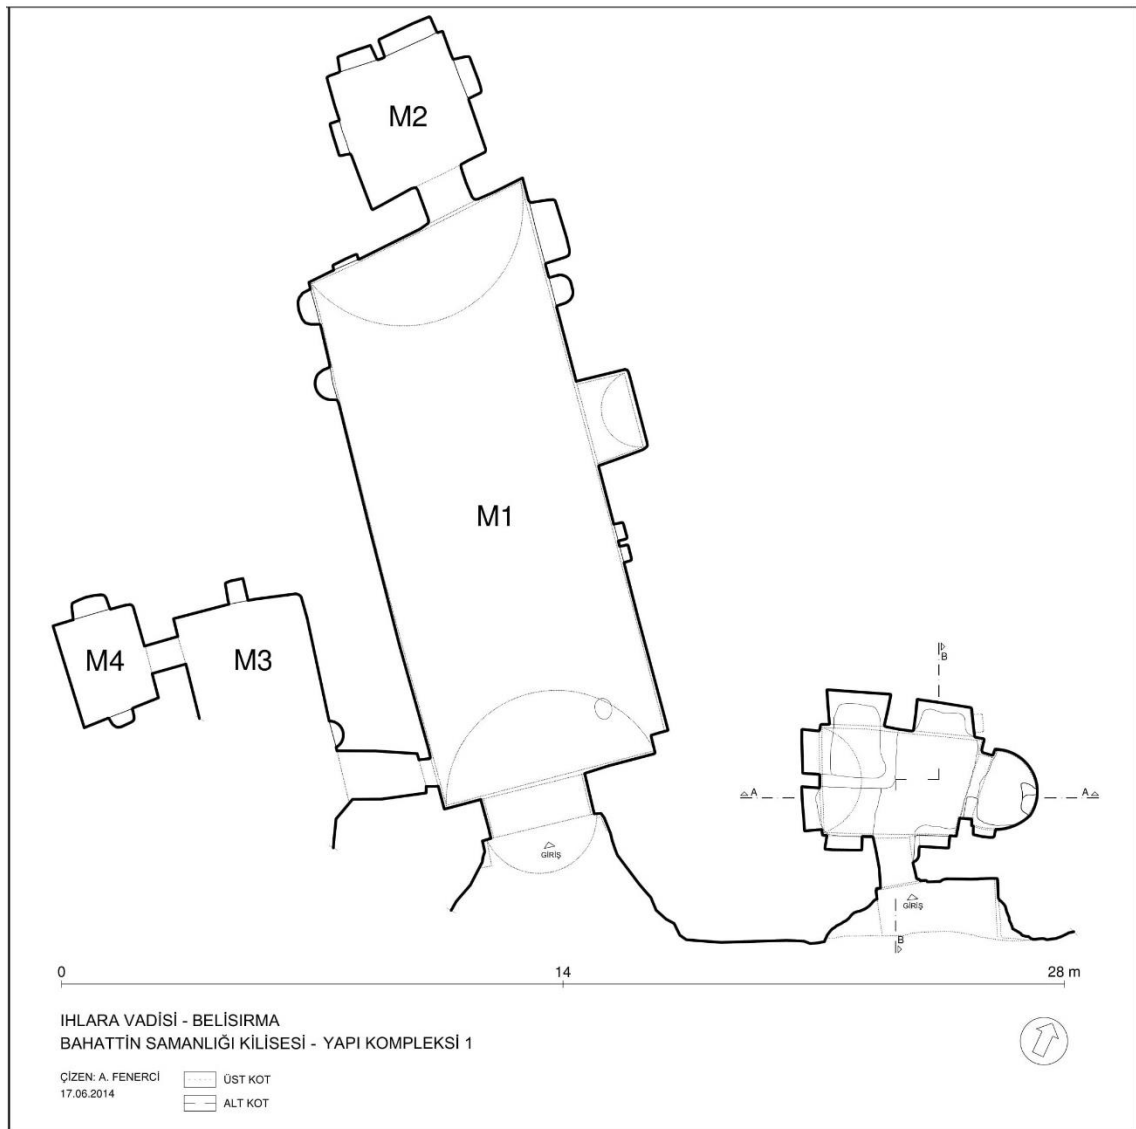 M2
M1
M4
M3
B
A
A
GİRİŞ
GİRİŞ
B
0
14
28 m
IHLARA VADİSİ - BELİSIRMA
BAHATTİN SAMANLIĞI KİLİSESİ - YAPI KOMPLEKSİ 1
ÇİZEN: A. FENERCİ
17.06.2014
ÜST KOT
ALT KOT